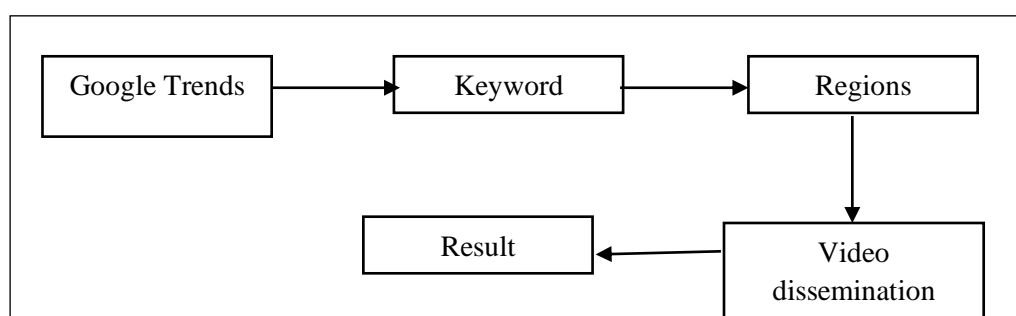 Google Trends
Keyword
Regions
Video
dissemination
Result